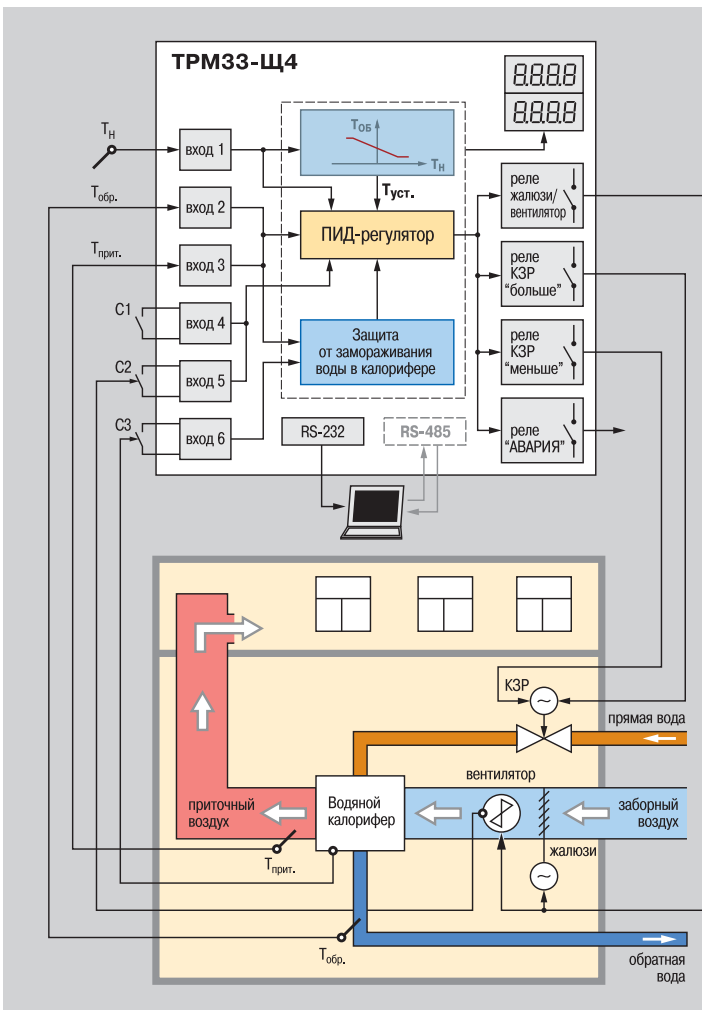 ТРМ33-Щ4
8.8.8.8
8.8.8.8
Tн
вход 1
Tоб
Tн
Tуст.
реле
жалюзи/
вентилятор
Tобр.
вход 2
ПИД-регулятор
Tприт.
вход 3
реле
КЗР
“больше”
C1
вход 4
Защита
от замораживания
воды в калорифере
реле
КЗР
“меньше”
C2
вход 5
C3
вход 6
RS-232
RS-485
реле
“АВАРИЯ”
КЗР
прямая вода
вентилятор
приточный
воздух
Водяной
калорифер
заборный
воздух
жалюзи
Tприт.
Tобр.
обратная
вода